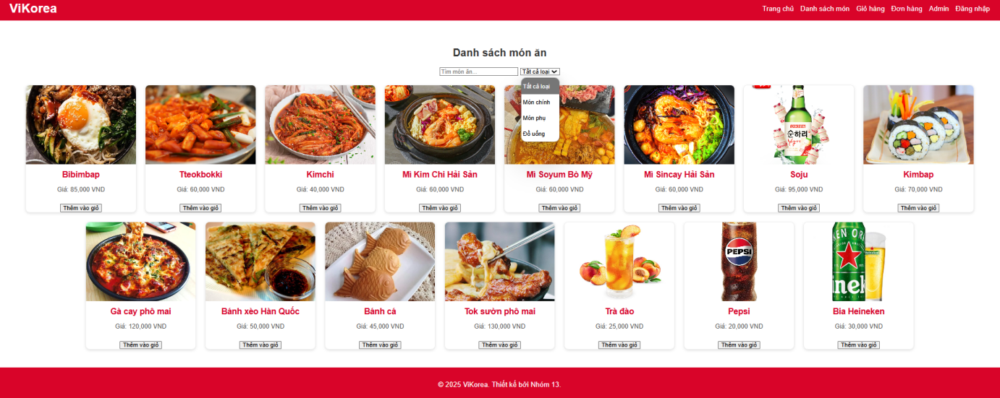 ViKorea
Trang chủ Danh sách món Giỏ hàng Đơn hàng Admin Đăng nhập
Danh sách món ăn
Tìm món ăn...
Tất cả loại
Tất cả loại
Món chính
Món phụ
Đồ uống
순하리
Bibimbap
Giá: 85,000 VND
Thêm vào giỏ
Tteokbokki
Giá: 60,000 VND
Thêm vào giỏ
Kimchi
Giá: 40,000 VND
Thêm vào giỏ
Mì Kim Chi Hải Sản
Giá: 60,000 VND
Thêm vào giỏ
Mì Soyum Bò Mỹ
Giá: 60,000 VND
Thêm vào giỏ
Mì Sincay Hải Sản
Giá: 60,000 VND
Thêm vào giỏ
Soju
Giá: 95,000 VND
Thêm vào giỏ
Kimbap
Giá: 70,000 VND
Thêm vào giỏ
Gà cay phô mai
Giá: 120,000 VND
Thêm vào giỏ
Bánh xèo Hàn Quốc
Giá: 50,000 VND
Thêm vào giỏ
Bánh cá
Giá: 45,000 VND
Thêm vào giỏ
Tok sườn phô mai
Giá: 130,000 VND
Thêm vào giỏ
Trà đào
Giá: 25,000 VND
Thêm vào giỏ
PEPSI
Pepsi
Giá: 20,000 VND
Thêm vào giỏ
Bia Heineken
Giá: 30,000 VND
Thêm vào giỏ
© 2025 ViKorea. Thiết kế bởi Nhóm 13.